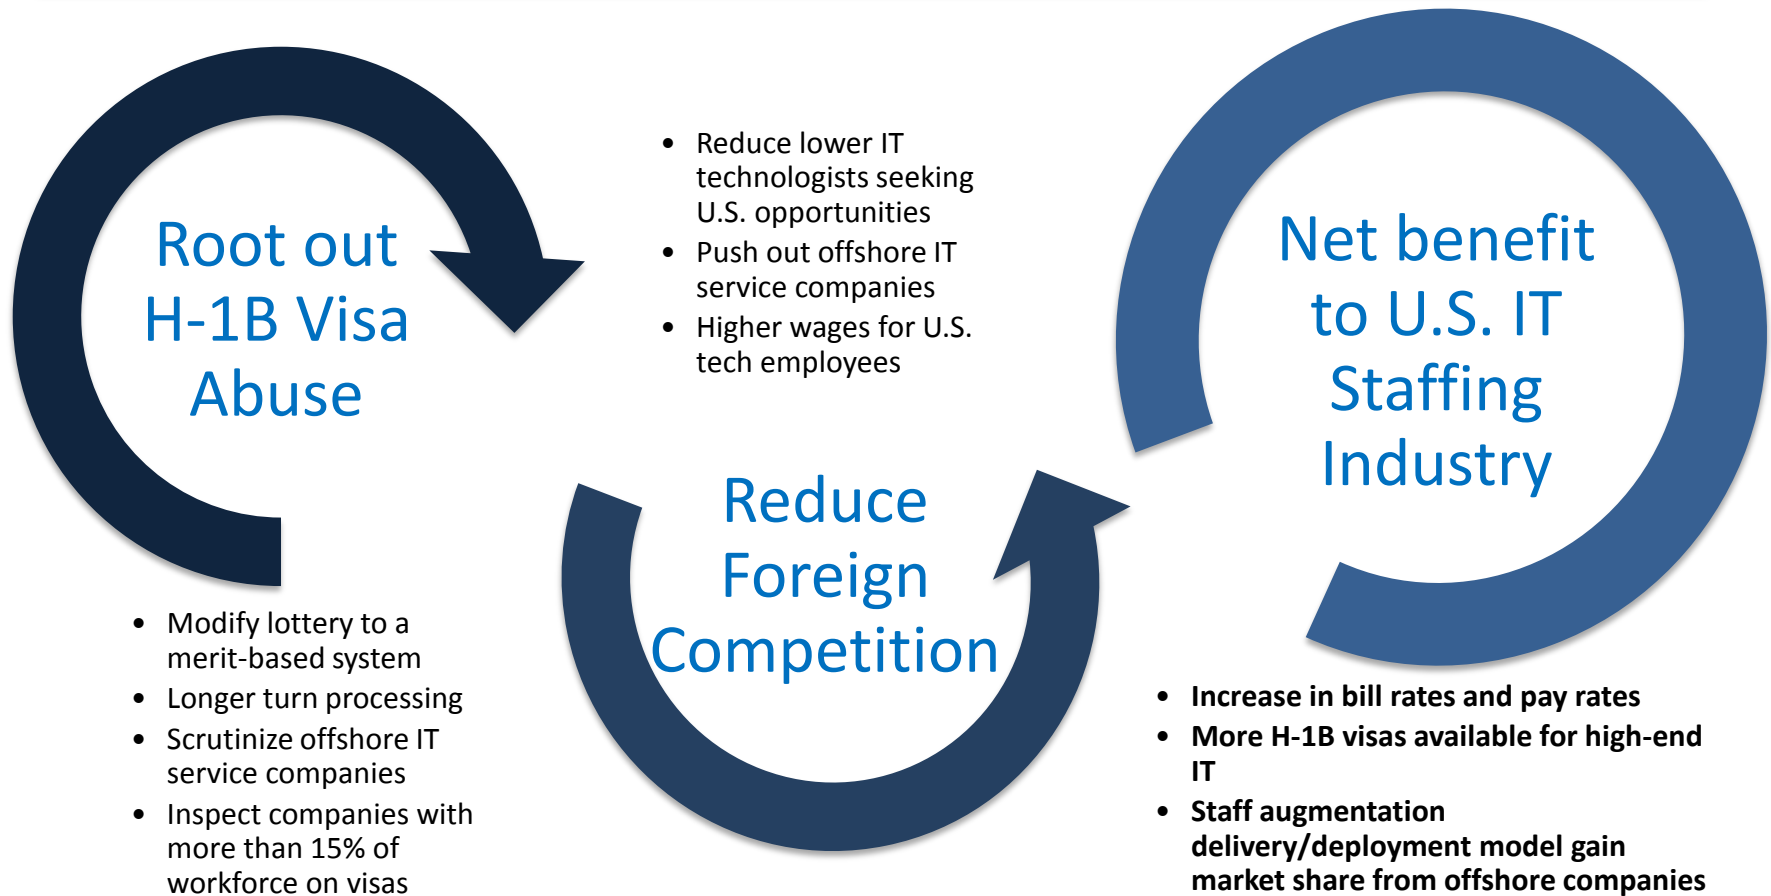 Root out
H-1B Visa
Abuse
• Modify lottery to a
merit-based system
• Longer turn processing
• Scrutinize offshore IT
service companies
• Inspect companies with
more than 15% of
workforce on visas
• Reduce lower IT
technologists seeking
U.S. opportunities
• Push out offshore IT
service companies
• Higher wages for U.S.
tech employees
Reduce
Foreign
Competition
Net benefit
to U.S. IT
Staffing
Industry
• Increase in bill rates and pay rates
• More H-1B visas available for high-end
IT
• Staff augmentation
delivery/deployment model gain
market share from offshore companies